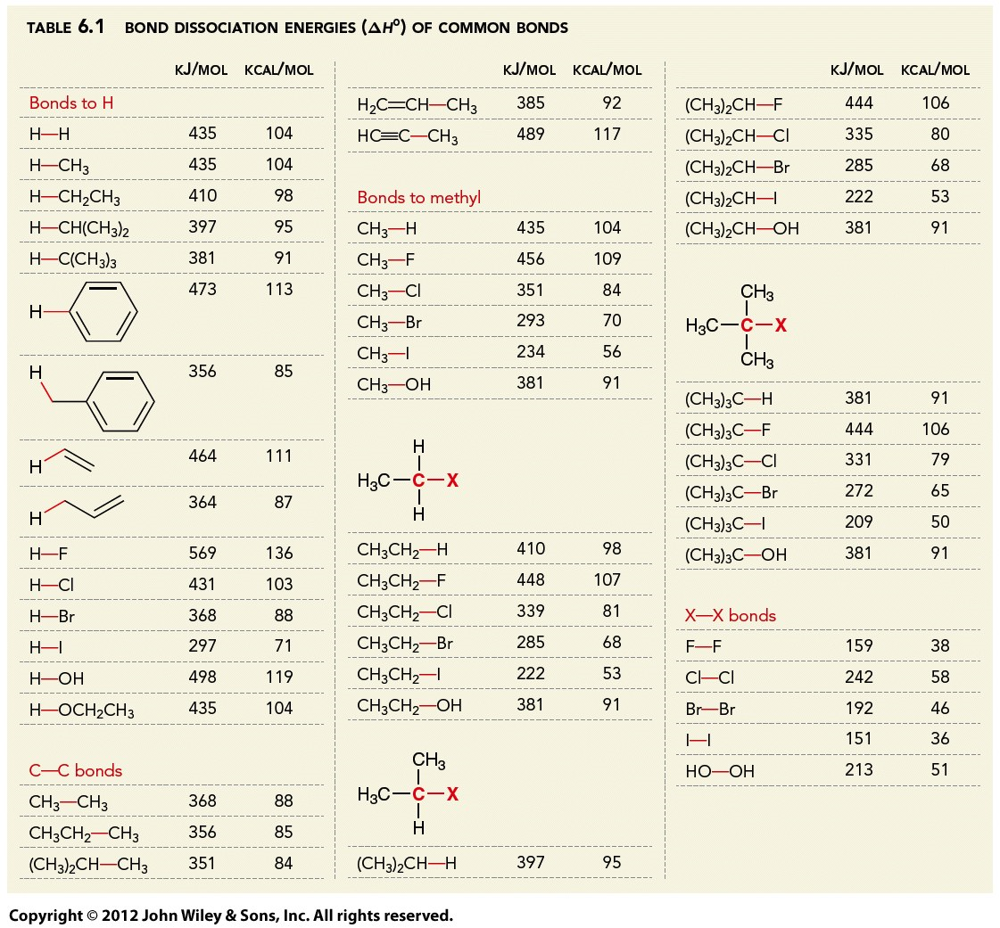 TABLE 6.1 BOND DISSOCIATION ENERGIES (ΔH°) OF COMMON BONDS
KJ/MOL KCAL/MOL
Bonds to H
H—H 435 104
H—CH₃ 435 104
H—CH₂CH₃ 410 98
H—CH(CH₃)₂ 397 95
H—C(CH₃)₃ 381 91
H 473 113
H 356 85
H 464 111
H 364 87
H—F 569 136
H—Cl 431 103
H—Br 368 88
H—I 297 71
H—OH 498 119
H—OCH₂CH₃ 435 104
C—C bonds
CH₃—CH₃ 368 88
CH₃CH₂—CH₃ 356 85
(CH₃)₂CH—CH₃ 351 84
KJ/MOL KCAL/MOL
H₂C=CH—CH₃ 385 92
HC≡C—CH₃ 489 117
Bonds to methyl
CH₃—H 435 104
CH₃—F 456 109
CH₃—Cl 351 84
CH₃—Br 293 70
CH₃—I 234 56
CH₃—OH 381 91
H
H₃C—C—X
H
CH₃CH₂—H 410 98
CH₃CH₂—F 448 107
CH₃CH₂—Cl 339 81
CH₃CH₂—Br 285 68
CH₃CH₂—I 222 53
CH₃CH₂—OH 381 91
CH₃
H₃C—C—X
H
(CH₃)₂CH—H 397 95
KJ/MOL KCAL/MOL
(CH₃)₂CH—F 444 106
(CH₃)₂CH—Cl 335 80
(CH₃)₂CH—Br 285 68
(CH₃)₂CH—I 222 53
(CH₃)₂CH—OH 381 91
CH₃
H₃C—C—X
CH₃
(CH₃)₃C—H 381 91
(CH₃)₃C—F 444 106
(CH₃)₃C—Cl 331 79
(CH₃)₃C—Br 272 65
(CH₃)₃C—I 209 50
(CH₃)₃C—OH 381 91
X—X bonds
F—F 159 38
Cl—Cl 242 58
Br—Br 192 46
I—I 151 36
HO—OH 213 51
Copyright © 2012 John Wiley & Sons, Inc. All rights reserved.